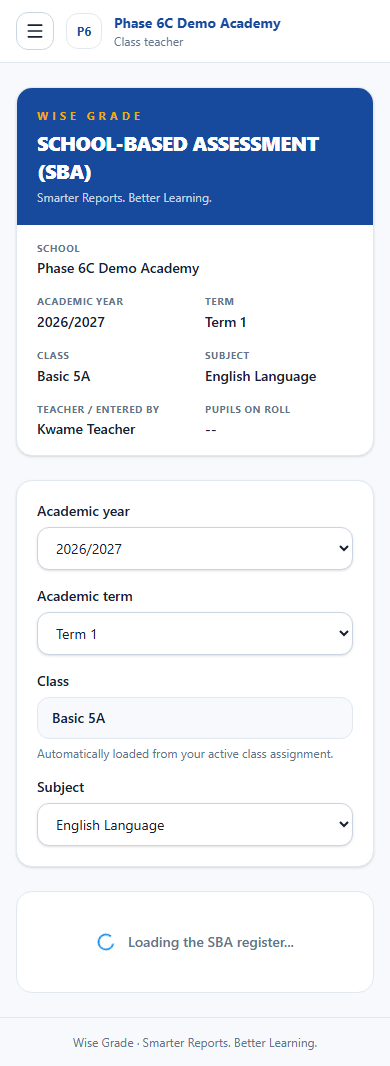 P6
Phase 6C Demo Academy
Class teacher
WISE GRADE
SCHOOL-BASED ASSESSMENT
(SBA)
Smarter Reports. Better Learning.
SCHOOL
Phase 6C Demo Academy
ACADEMIC YEAR
2026/2027
TERM
Term 1
CLASS
Basic 5A
SUBJECT
English Language
TEACHER / ENTERED BY
Kwame Teacher
PUPILS ON ROLL
--
Academic year
2026/2027
Academic term
Term 1
Class
Basic 5A
Automatically loaded from your active class assignment.
Subject
English Language
Loading the SBA register...
Wise Grade · Smarter Reports. Better Learning.